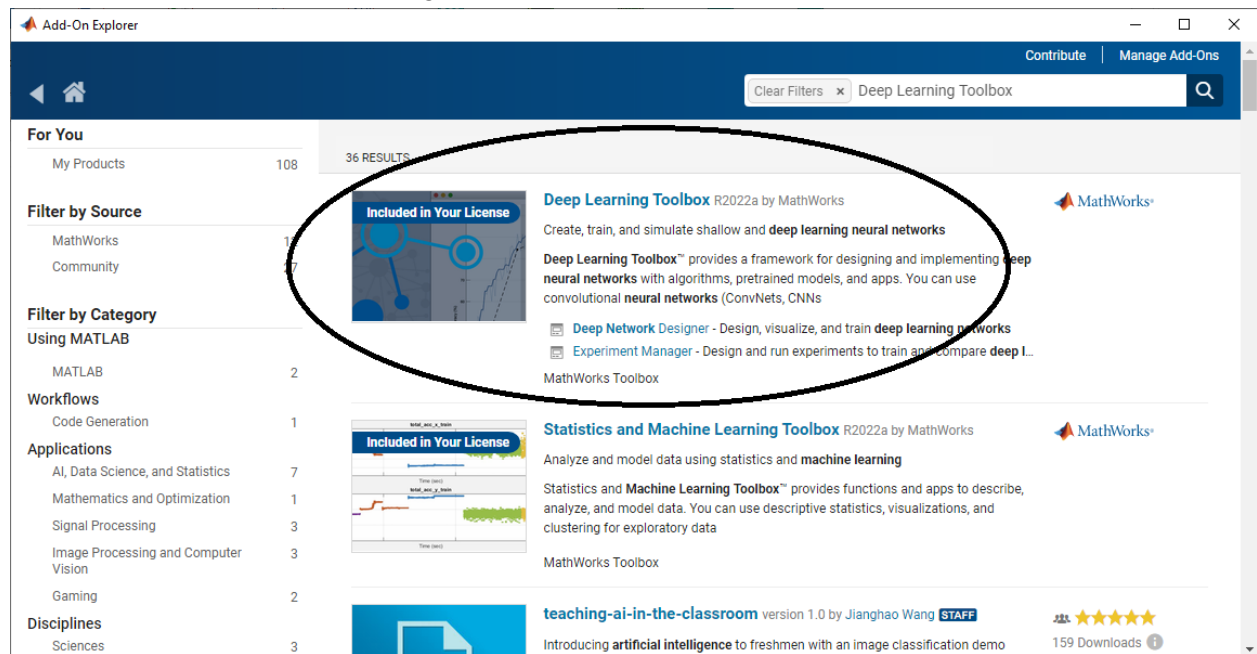 Add-On Explorer
Contribute
Manage Add-Ons
Clear Filters × Deep Learning Toolbox
For You
My Products 108
Filter by Source
MathWorks
Community
Filter by Category
Using MATLAB
MATLAB 2
Workflows
Code Generation 1
Applications
AI, Data Science, and Statistics 7
Mathematics and Optimization 1
Signal Processing 3
Image Processing and Computer 3
Vision
Gaming 2
Disciplines
Sciences 3
36 RESULTS
Included in Your License
Deep Learning Toolbox R2022a by MathWorks
Create, train, and simulate shallow and deep learning neural networks
Deep Learning Toolbox™ provides a framework for designing and implementing deep
neural networks with algorithms, pretrained models, and apps. You can use
convolutional neural networks (ConvNets, CNNs
Deep Network Designer - Design, visualize, and train deep learning networks
Experiment Manager - Design and run experiments to train and compare deep l...
MathWorks Toolbox
MathWorks®
total_acc_x_train
Included in Your License
Time (sec)
total_acc_y_train
Time (sec)
Statistics and Machine Learning Toolbox R2022a by MathWorks
Analyze and model data using statistics and machine learning
Statistics and Machine Learning Toolbox™ provides functions and apps to describe,
analyze, and model data. You can use descriptive statistics, visualizations, and
clustering for exploratory data
MathWorks Toolbox
MathWorks®
teaching-ai-in-the-classroom version 1.0 by Jianghao Wang STAFF
Introducing artificial intelligence to freshmen with an image classification demo
159 Downloads